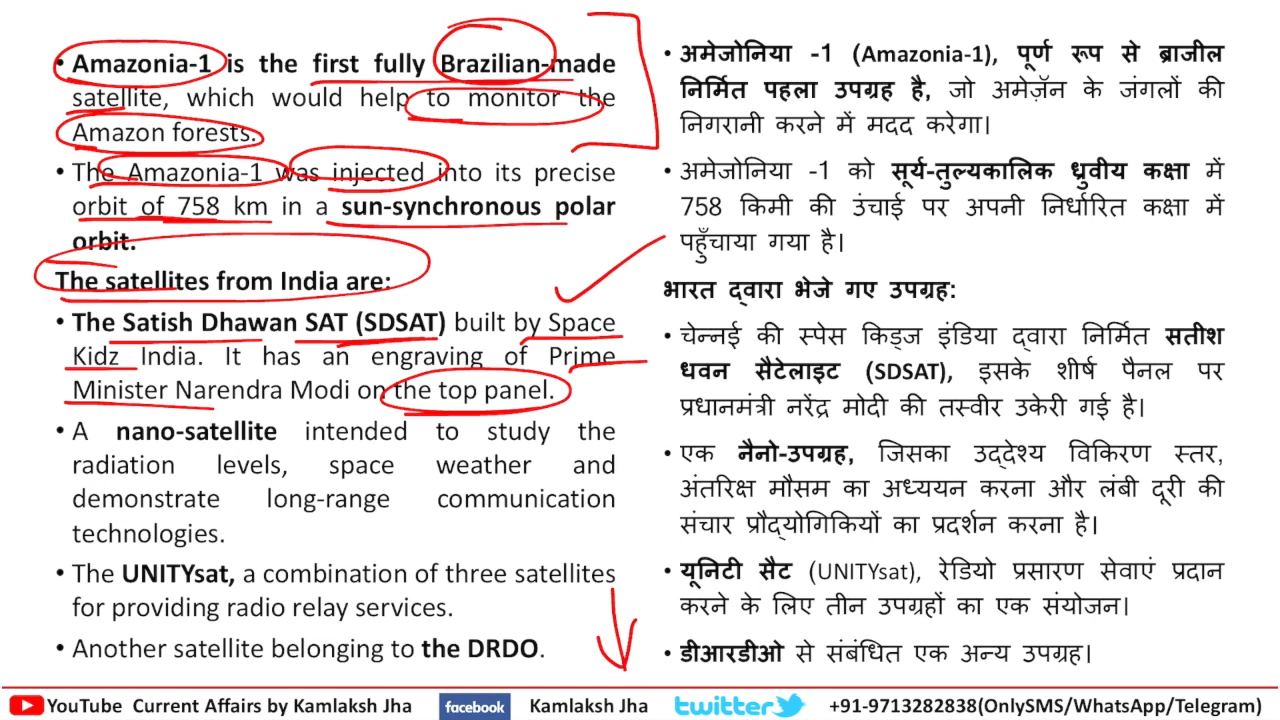 • Amazonia-1 is the first fully Brazilian-made
satellite, which would help to monitor the
Amazon forests.
• The Amazonia-1 was injected into its precise
orbit of 758 km in a sun-synchronous polar
orbit.
The satellites from India are:
• The Satish Dhawan SAT (SDSAT) built by Space
Kidz India. It has an engraving of Prime
Minister Narendra Modi on the top panel.
• A nano-satellite intended to study the
radiation levels, space weather and
demonstrate long-range communication
technologies.
• The UNITYsat, a combination of three satellites
for providing radio relay services.
• Another satellite belonging to the DRDO.
• अमेजोनिया -1 (Amazonia-1), पूर्ण रूप से ब्राजील
निर्मित पहला उपग्रह है, जो अमेज़ॅन के जंगलों की
निगरानी करने में मदद करेगा।
• अमेजोनिया -1 को सूर्य-तुल्यकालिक ध्रुवीय कक्षा में
758 किमी की उंचाई पर अपनी निर्धारित कक्षा में
पहुँचाया गया है।
भारत द्वारा भेजे गए उपग्रह:
• चेन्नई की स्पेस किड्ज इंडिया द्वारा निर्मित सतीश
धवन सैटेलाइट (SDSAT), इसके शीर्ष पैनल पर
प्रधानमंत्री नरेंद्र मोदी की तस्वीर उकेरी गई है।
• एक नैनो-उपग्रह, जिसका उद्देश्य विकिरण स्तर,
अंतरिक्ष मौसम का अध्ययन करना और लंबी दूरी की
संचार प्रौद्योगिकियों का प्रदर्शन करना है।
• यूनिटी सैट (UNITYsat), रेडियो प्रसारण सेवाएं प्रदान
करने के लिए तीन उपग्रहों का एक संयोजन।
• डीआरडीओ से संबंधित एक अन्य उपग्रह।
YouTube Current Affairs by Kamlaksh Jha facebook Kamlaksh Jha twitter +91-9713282838(OnlySMS/WhatsApp/Telegram)